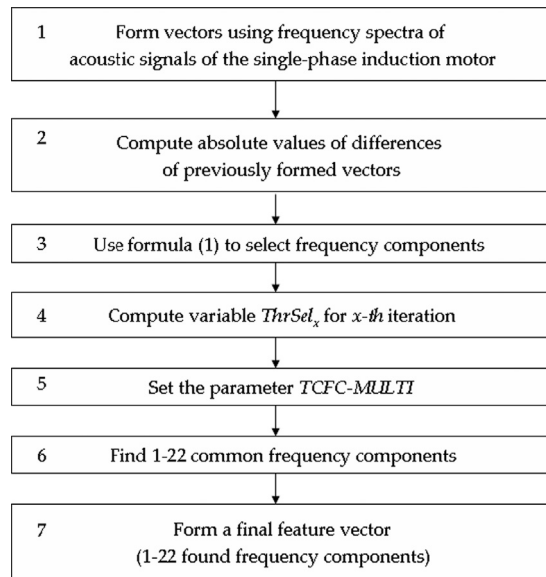 1 Form vectors using frequency spectra of
acoustic signals of the single-phase induction motor
2 Compute absolute values of differences
of previously formed vectors
3 Use formula (1) to select frequency components
4 Compute variable ThrSelₓ for x-th iteration
5 Set the parameter TCFC-MULTI
6 Find 1-22 common frequency components
7 Form a final feature vector
(1-22 found frequency components)